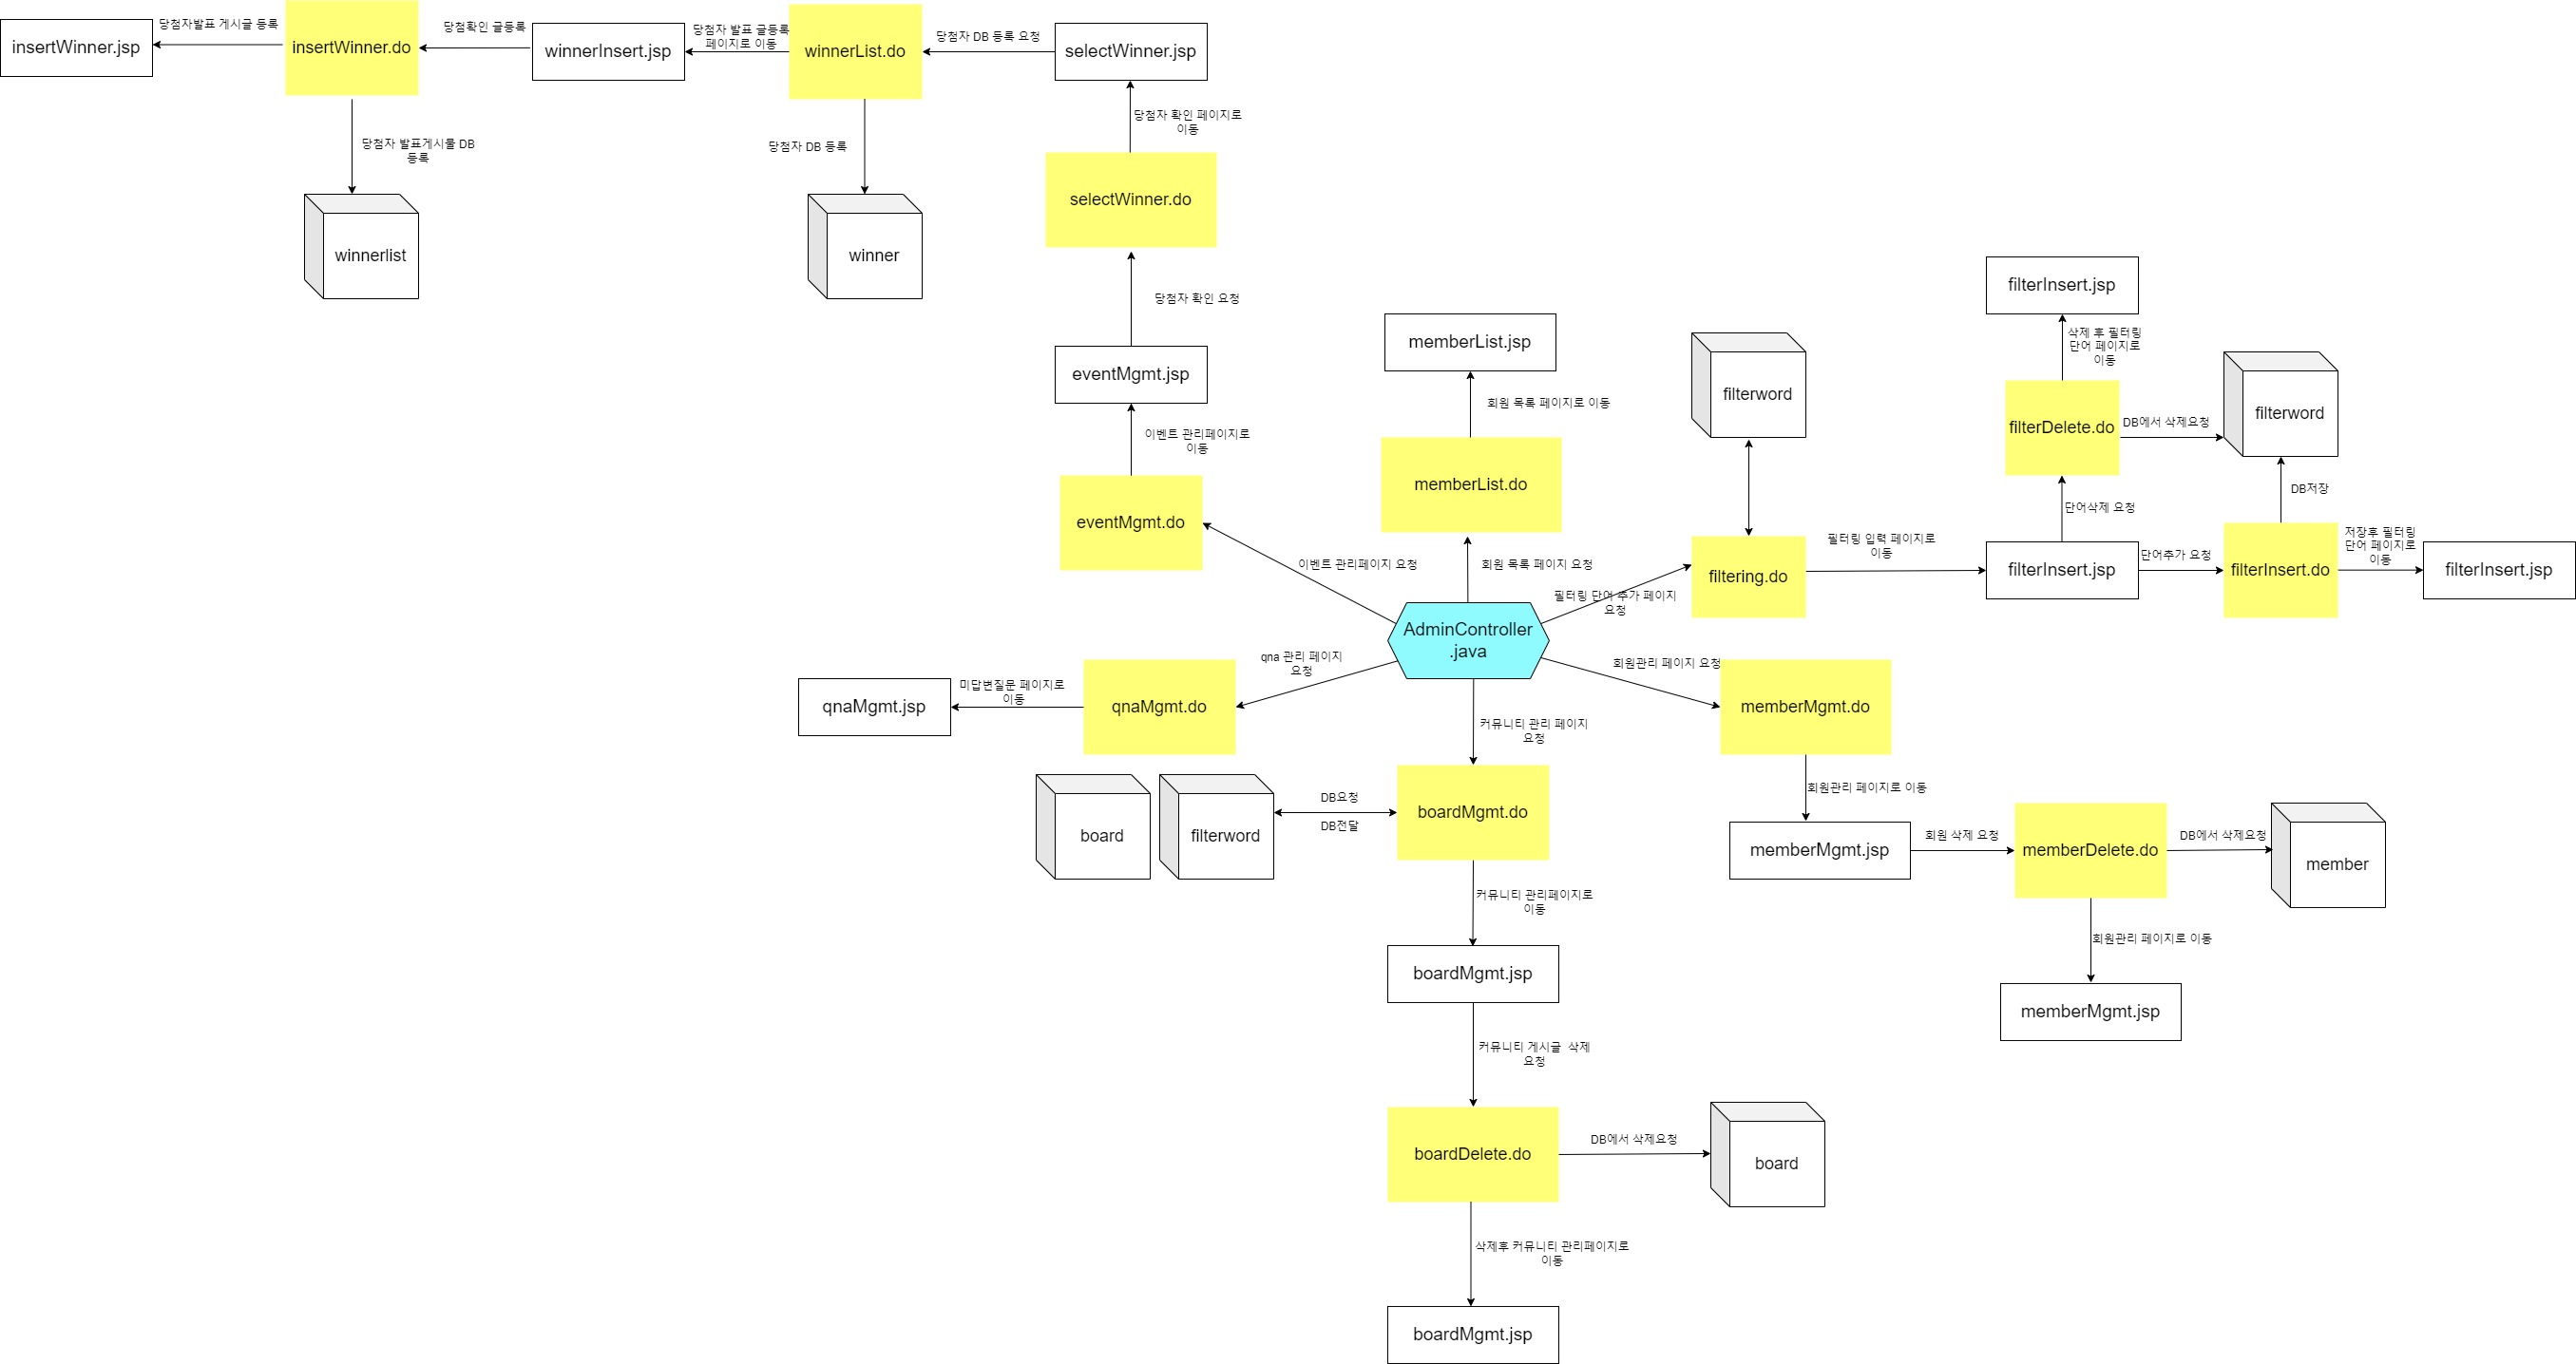 당첨자발표 게시글 등록
insertWinner.jsp
insertWinner.do
당첨확인 글등록
winnerInsert.jsp
당첨자 발표 글등록
페이지로 이동
winnerList.do
당첨자 DB 등록 요청
selectWinner.jsp
당첨자 발표게시물 DB
등록
winnerlist
당첨자 DB 등록
winner
당첨자 확인 페이지로
이동
selectWinner.do
당첨자 확인 요청
eventMgmt.jsp
이벤트 관리페이지로
이동
eventMgmt.do
이벤트 관리페이지 요청
memberList.jsp
회원 목록 페이지로 이동
memberList.do
회원 목록 페이지 요청
filterword
filtering.do
필터링 단어 추가 페이지
요청
필터링 입력 페이지로
이동
filterInsert.jsp
삭제 후 필터링
단어 페이지로
이동
filterDelete.do
DB에서 삭제요청
filterword
단어삭제 요청
DB저장
filterInsert.jsp
단어추가 요청
filterInsert.do
저장후 필터링
단어 페이지로
이동
filterInsert.jsp
AdminController
.java
qna 관리 페이지
요청
qnaMgmt.do
미답변질문 페이지로
이동
qnaMgmt.jsp
회원관리 페이지 요청
memberMgmt.do
회원관리 페이지로 이동
memberMgmt.jsp
회원 삭제 요청
memberDelete.do
DB에서 삭제요청
member
회원관리 페이지로 이동
memberMgmt.jsp
커뮤니티 관리 페이지
요청
boardMgmt.do
DB요청
DB전달
board
filterword
커뮤니티 관리페이지로
이동
boardMgmt.jsp
커뮤니티 게시글  삭제
요청
boardDelete.do
DB에서 삭제요청
board
삭제후 커뮤니티 관리페이지로
이동
boardMgmt.jsp